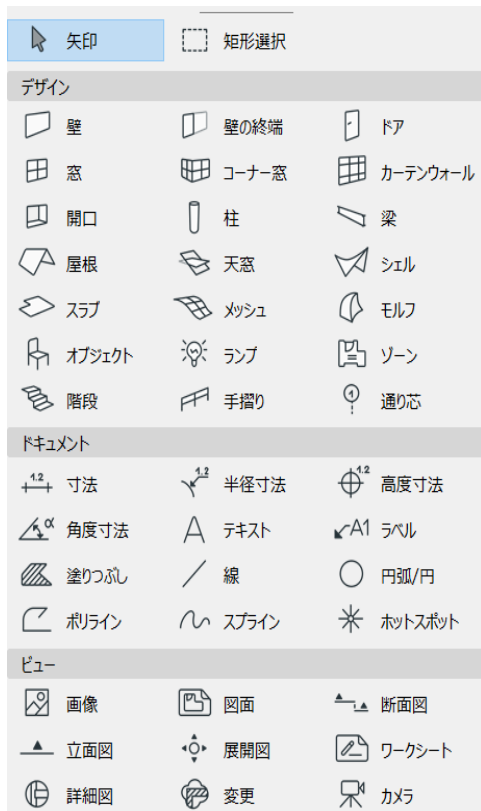 矢印 矩形選択
デザイン
壁 壁の終端 ドア
窓 コーナー窓 カーテンウォール
開口 柱 梁
屋根 天窓 シェル
スラブ メッシュ モルフ
オブジェクト ランプ ゾーン
階段 手摺り 1 通り芯
ドキュメント
1.2 寸法 1.2 半径寸法 1.2 高度寸法
α 角度寸法 A テキスト A1 ラベル
塗りつぶし 線 円弧/円
ポリライン スプライン ホットスポット
ビュー
画像 図面 断面図
立面図 展開図 ワークシート
詳細図 変更 カメラ